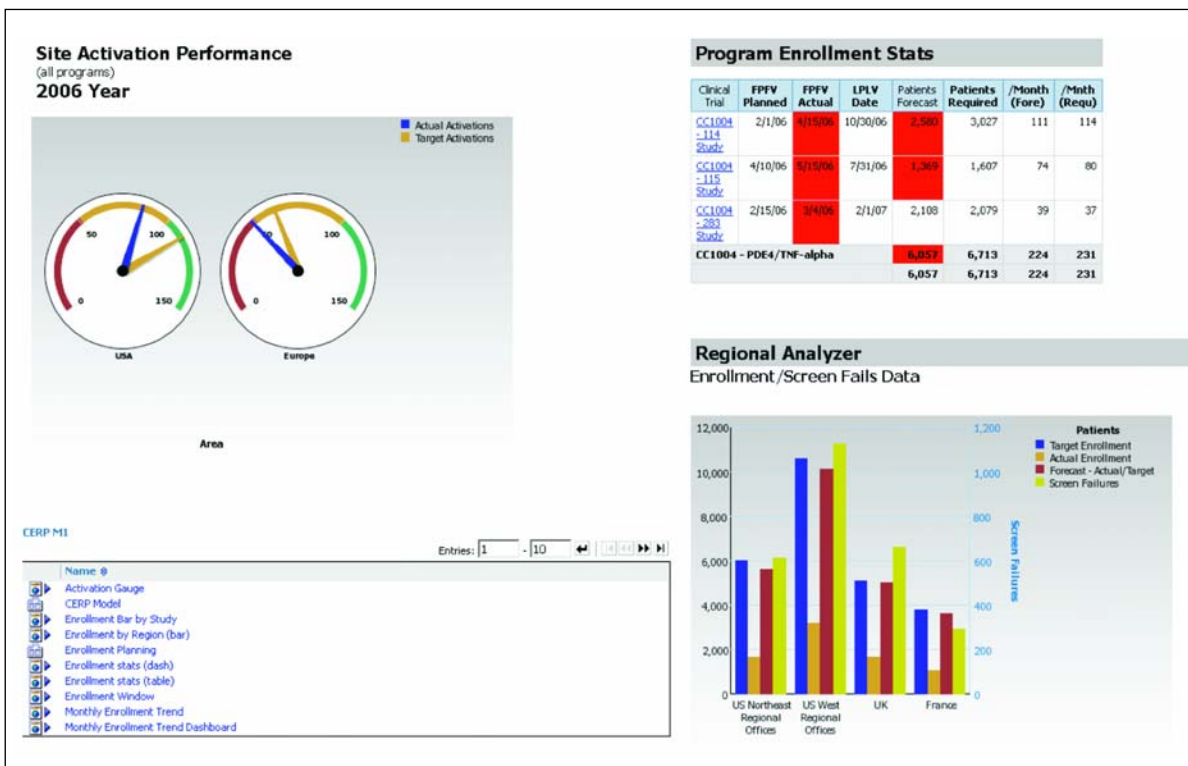 Site Activation Performance
(all programs)
2006 Year
Actual Activations
Target Activations
50
100
0
150
USA
100
0
150
Europe
Area
CERP M1
Entries: 1 - 10
Name
Activation Gauge
CERP Model
Enrollment Bar by Study
Enrollment by Region (bar)
Enrollment Planning
Enrollment stats (dash)
Enrollment stats (table)
Enrollment Window
Monthly Enrollment Trend
Monthly Enrollment Trend Dashboard
Program Enrollment Stats
Clinical FPFV FPFV LPLV Patients Patients /Month /Mnth
Trial Planned Actual Date Forecast Required (Fore) (Requ)
CC1004 2/1/06 4/15/06 10/30/06 2,580 3,027 111 114
- 114
Study
CC1004 4/10/06 5/15/06 7/31/06 1,369 1,607 74 80
- 115
Study
CC1004 2/15/06 3/4/06 2/1/07 2,108 2,079 39 37
- 283
Study
CC1004 - PDE4/TNF-alpha 6,057 6,713 224 231
6,057 6,713 224 231
Regional Analyzer
Enrollment/Screen Fails Data
12,000
10,000
8,000
6,000
4,000
2,000
0
1,200
1,000
800
600
400
200
0
Screen Failures
Patients
Target Enrollment
Actual Enrollment
Forecast - Actual/Target
Screen Failures
US Northeast
Regional
Offices
US West
Regional
Offices
UK
France